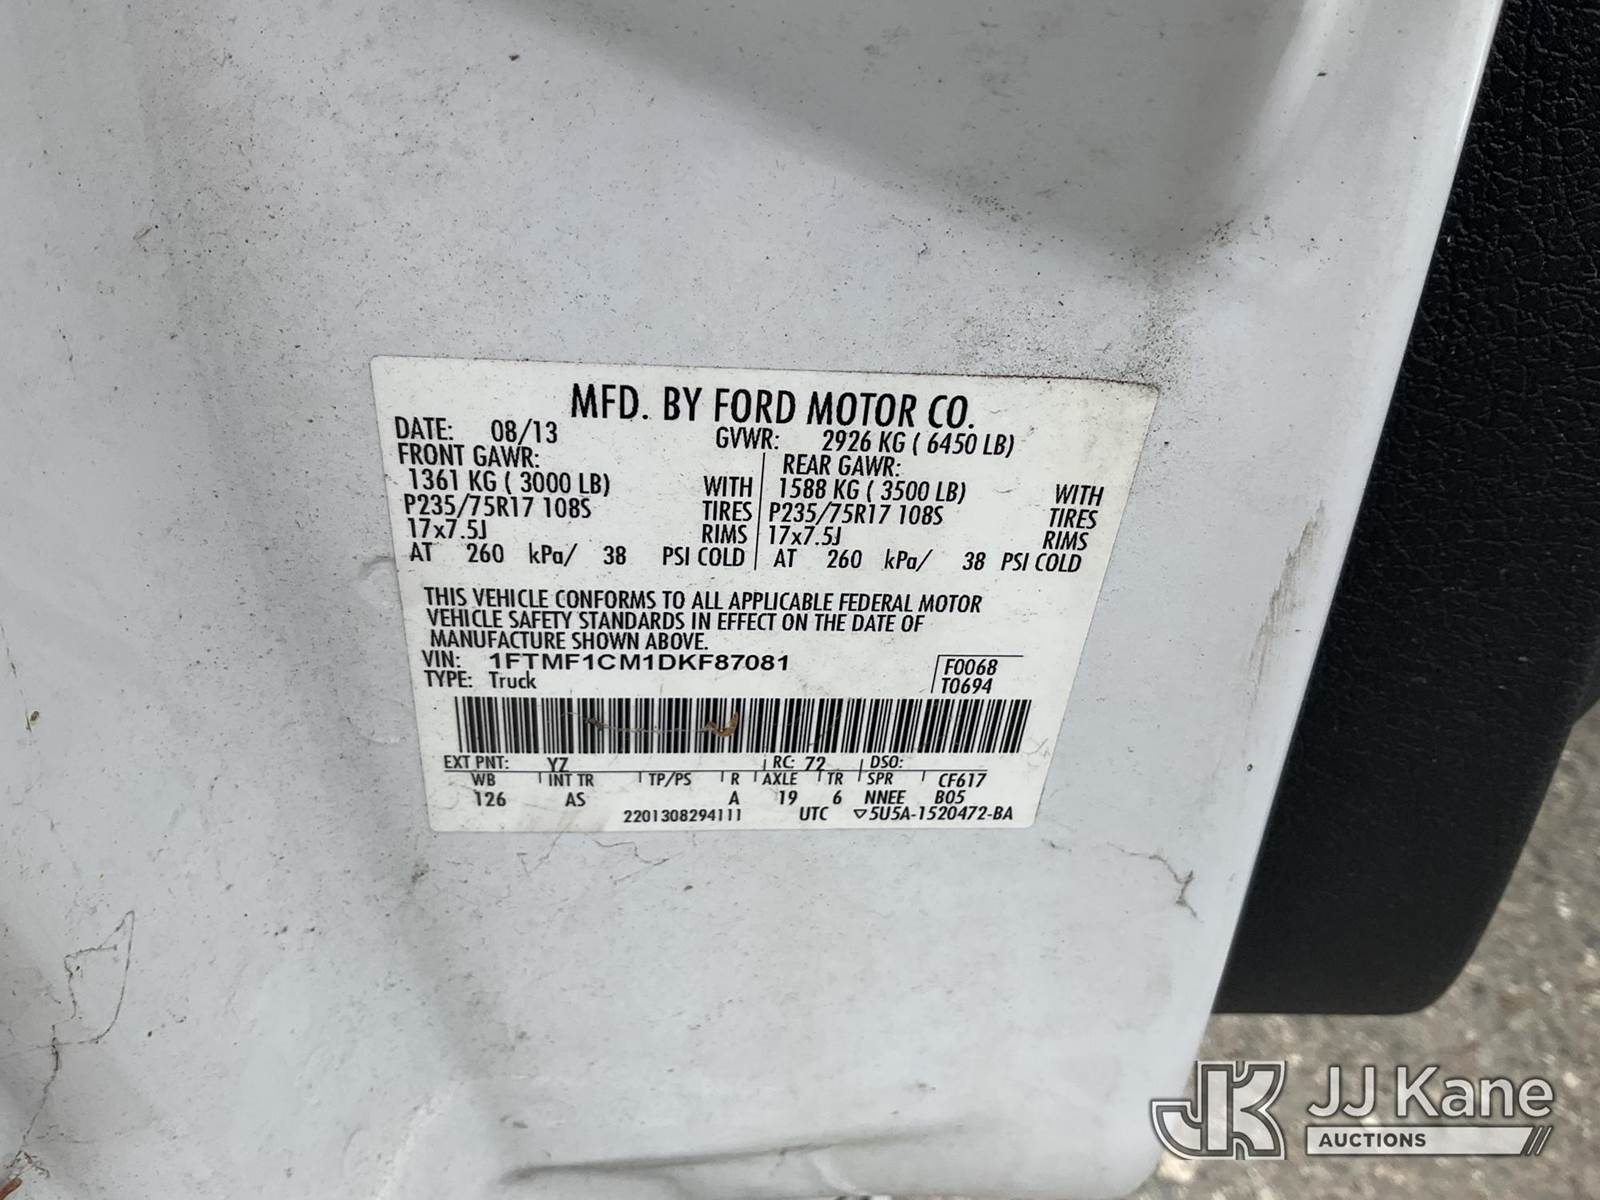 MFD. BY FORD MOTOR CO.
DATE: 08/13 GVWR: 2926 KG ( 6450 LB)
FRONT GAWR: REAR GAWR:
1361 KG ( 3000 LB) WITH 1588 KG ( 3500 LB) WITH
P235/75R17 108S TIRES P235/75R17 108S TIRES
17x7.5J RIMS 17x7.5J RIMS
AT 260 kPa/ 38 PSI COLD AT 260 kPa/ 38 PSI COLD
THIS VEHICLE CONFORMS TO ALL APPLICABLE FEDERAL MOTOR
VEHICLE SAFETY STANDARDS IN EFFECT ON THE DATE OF
MANUFACTURE SHOWN ABOVE.
VIN: 1FTMF1CM1DKF87081 F0068
TYPE: Truck T0694
EXT PNT: YZ RC: 72 DSO:
WB INT TR TP/PS R AXLE TR SPR CF617
126 AS A 19 6 NNEE B05
2201308294111 UTC ▽5U5A-1520472-BA
JK JJ Kane
AUCTIONS